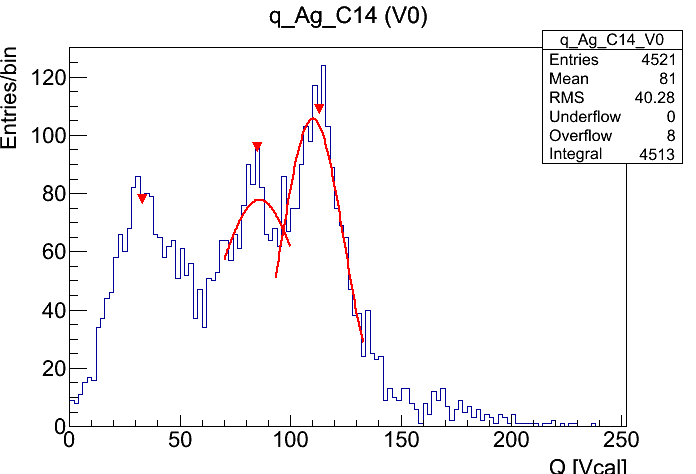 q_Ag_C14 (V0)
q_Ag_C14_V0
Entries 4521
Mean 81
RMS 40.28
Underflow 0
Overflow 8
Integral 4513
Entries/bin
120
100
80
60
40
20
0
0 50 100 150 200 250
Q [Vcal]